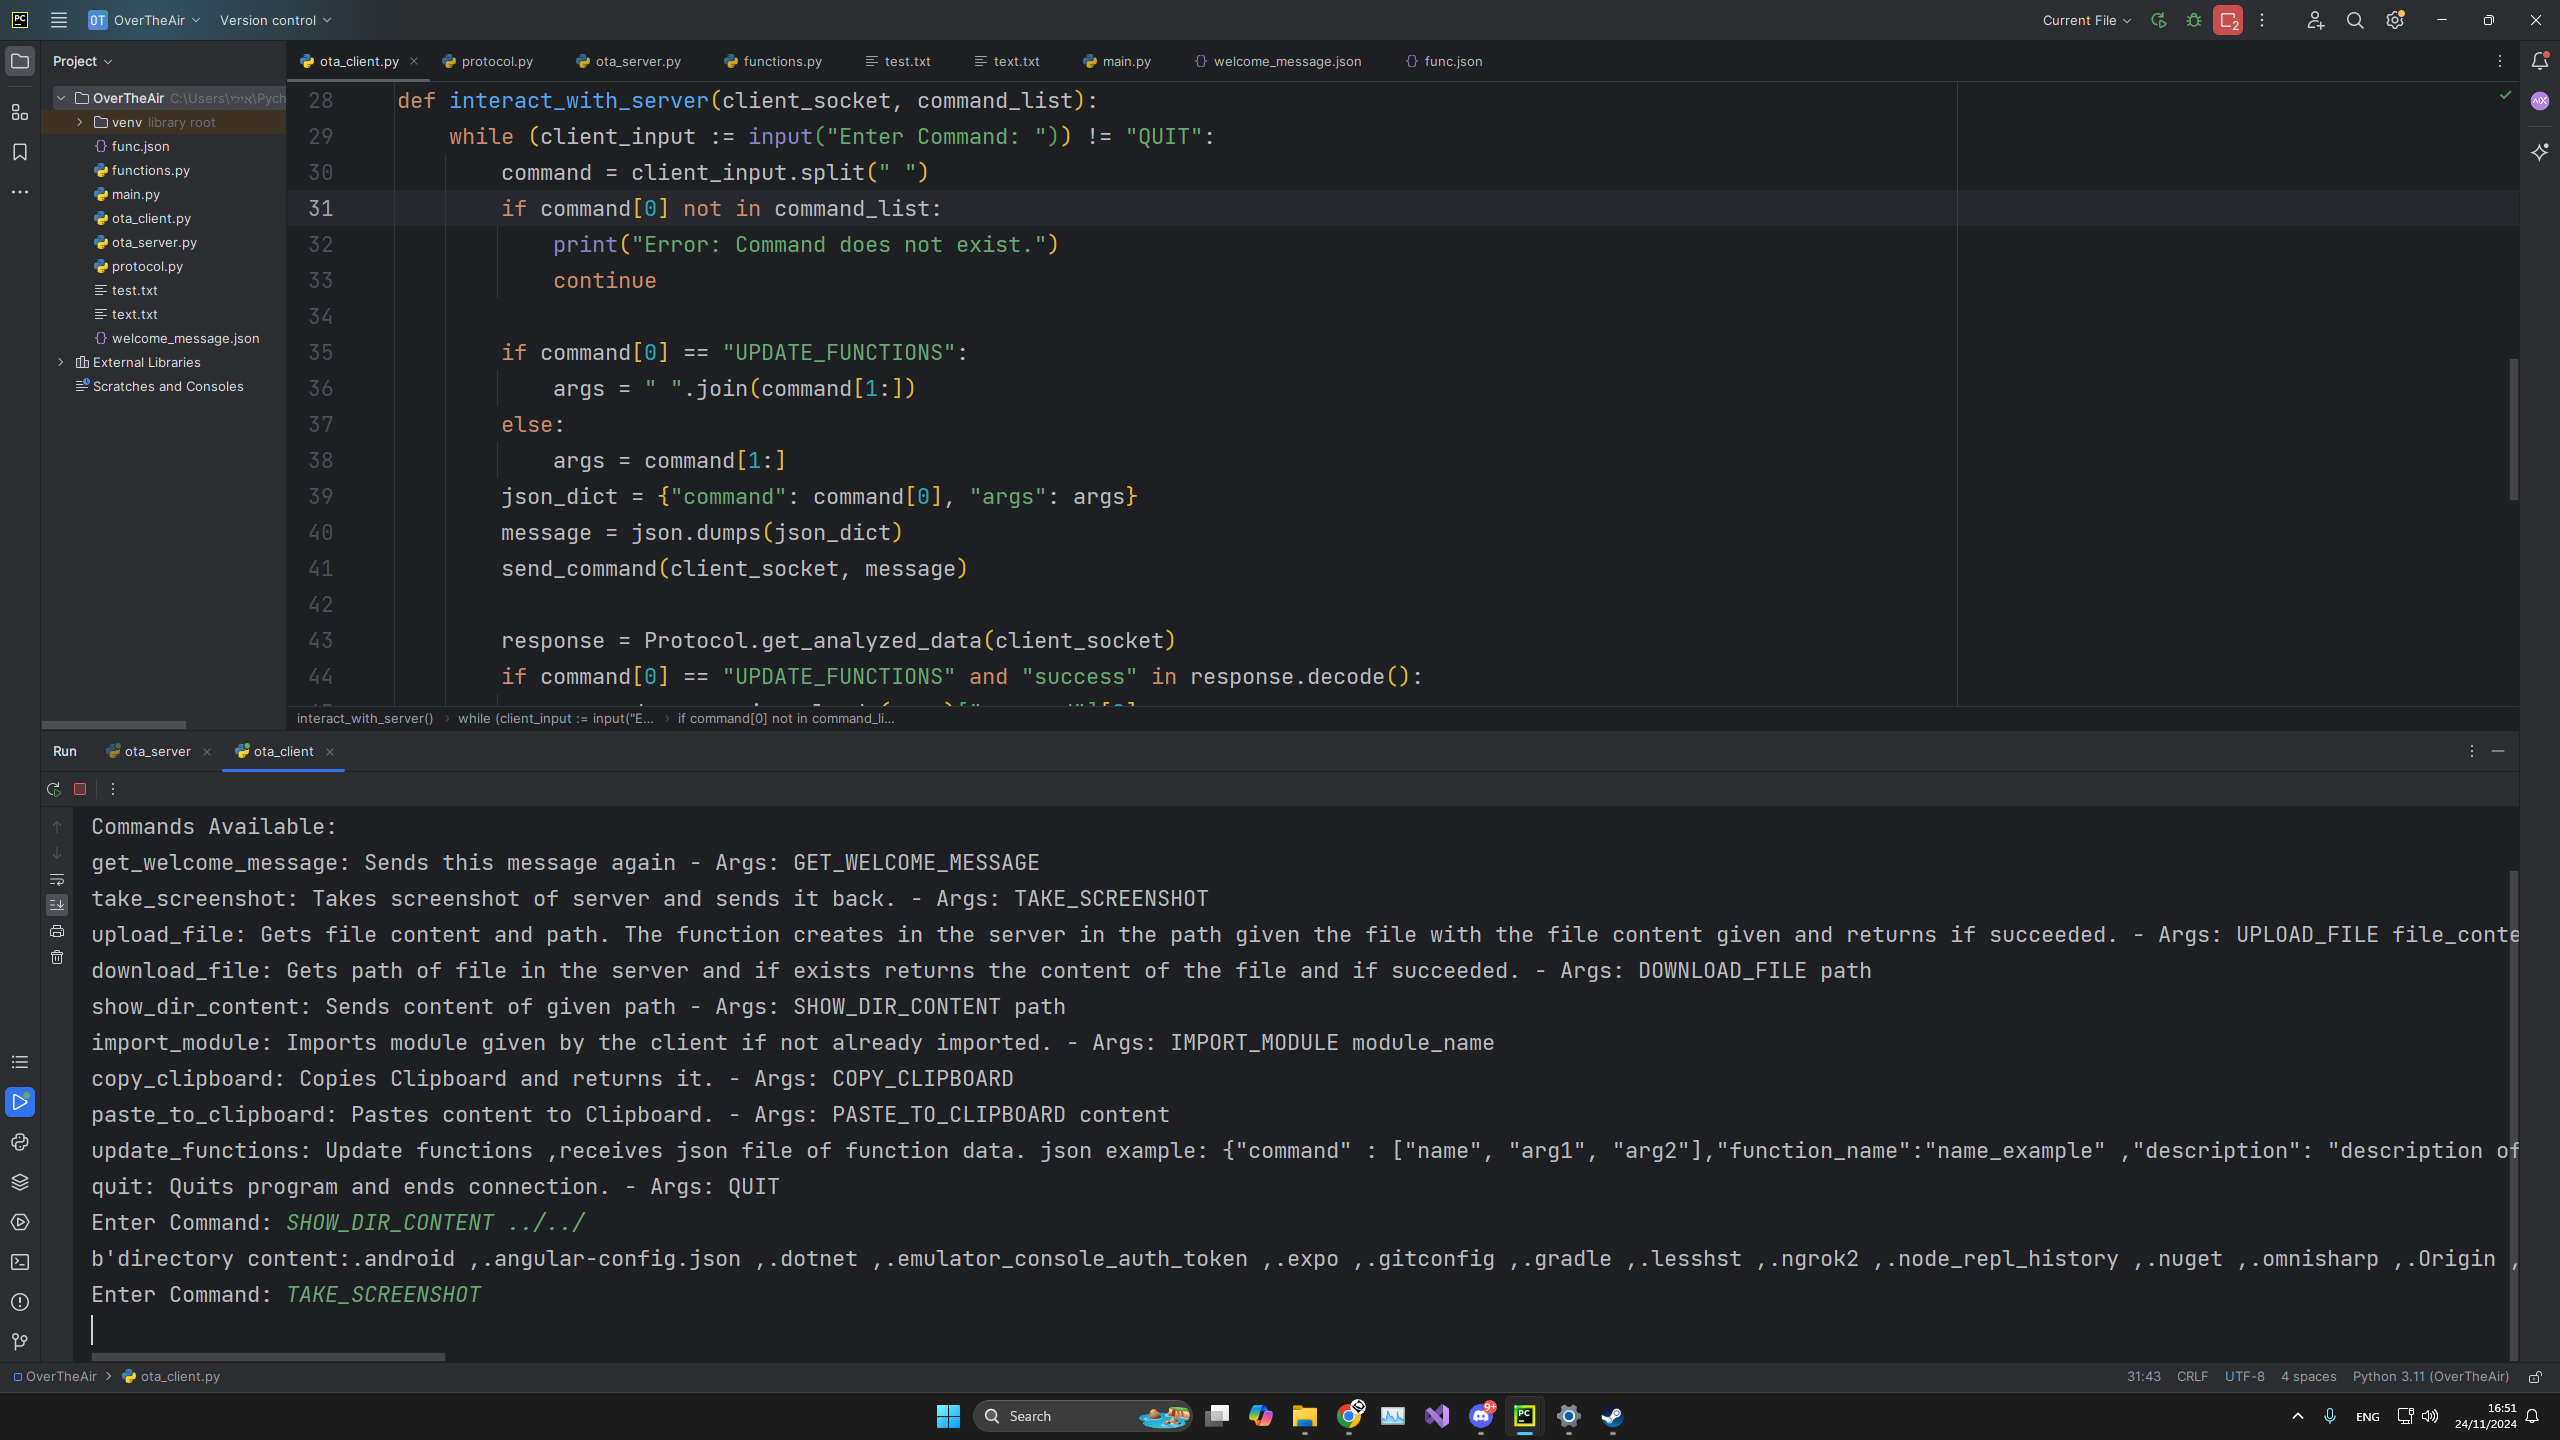 PC
OT OverTheAir Version control
Current File
2
Project
ota_client.py protocol.py ota_server.py functions.py test.txt text.txt main.py welcome_message.json func.json
OverTheAir C:\Users\אילי\Pych
venv library root
func.json
functions.py
main.py
ota_client.py
ota_server.py
protocol.py
test.txt
text.txt
welcome_message.json
External Libraries
Scratches and Consoles
28 def interact_with_server(client_socket, command_list):
29 while (client_input := input("Enter Command: ")) != "QUIT":
30 command = client_input.split(" ")
31 if command[0] not in command_list:
32 print("Error: Command does not exist.")
33 continue
34
35 if command[0] == "UPDATE_FUNCTIONS":
36 args = " ".join(command[1:])
37 else:
38 args = command[1:]
39 json_dict = {"command": command[0], "args": args}
40 message = json.dumps(json_dict)
41 send_command(client_socket, message)
42
43 response = Protocol.get_analyzed_data(client_socket)
44 if command[0] == "UPDATE_FUNCTIONS" and "success" in response.decode():
interact_with_server() while (client_input := input("E... if command[0] not in command_li...
Run ota_server ota_client
Commands Available:
get_welcome_message: Sends this message again - Args: GET_WELCOME_MESSAGE
take_screenshot: Takes screenshot of server and sends it back. - Args: TAKE_SCREENSHOT
upload_file: Gets file content and path. The function creates in the server in the path given the file with the file content given and returns if succeeded. - Args: UPLOAD_FILE file_conte
download_file: Gets path of file in the server and if exists returns the content of the file and if succeeded. - Args: DOWNLOAD_FILE path
show_dir_content: Sends content of given path - Args: SHOW_DIR_CONTENT path
import_module: Imports module given by the client if not already imported. - Args: IMPORT_MODULE module_name
copy_clipboard: Copies Clipboard and returns it. - Args: COPY_CLIPBOARD
paste_to_clipboard: Pastes content to Clipboard. - Args: PASTE_TO_CLIPBOARD content
update_functions: Update functions ,receives json file of function data. json example: {"command" : ["name", "arg1", "arg2"],"function_name":"name_example" ,"description": "description of
quit: Quits program and ends connection. - Args: QUIT
Enter Command: SHOW_DIR_CONTENT ../../
b'directory content:.android ,.angular-config.json ,.dotnet ,.emulator_console_auth_token ,.expo ,.gitconfig ,.gradle ,.lesshst ,.ngrok2 ,.node_repl_history ,.nuget ,.omnisharp ,.Origin ,
Enter Command: TAKE_SCREENSHOT
OverTheAir ota_client.py
31:43 CRLF UTF-8 4 spaces Python 3.11 (OverTheAir)
Search
9+
PC
ENG
16:51
24/11/2024